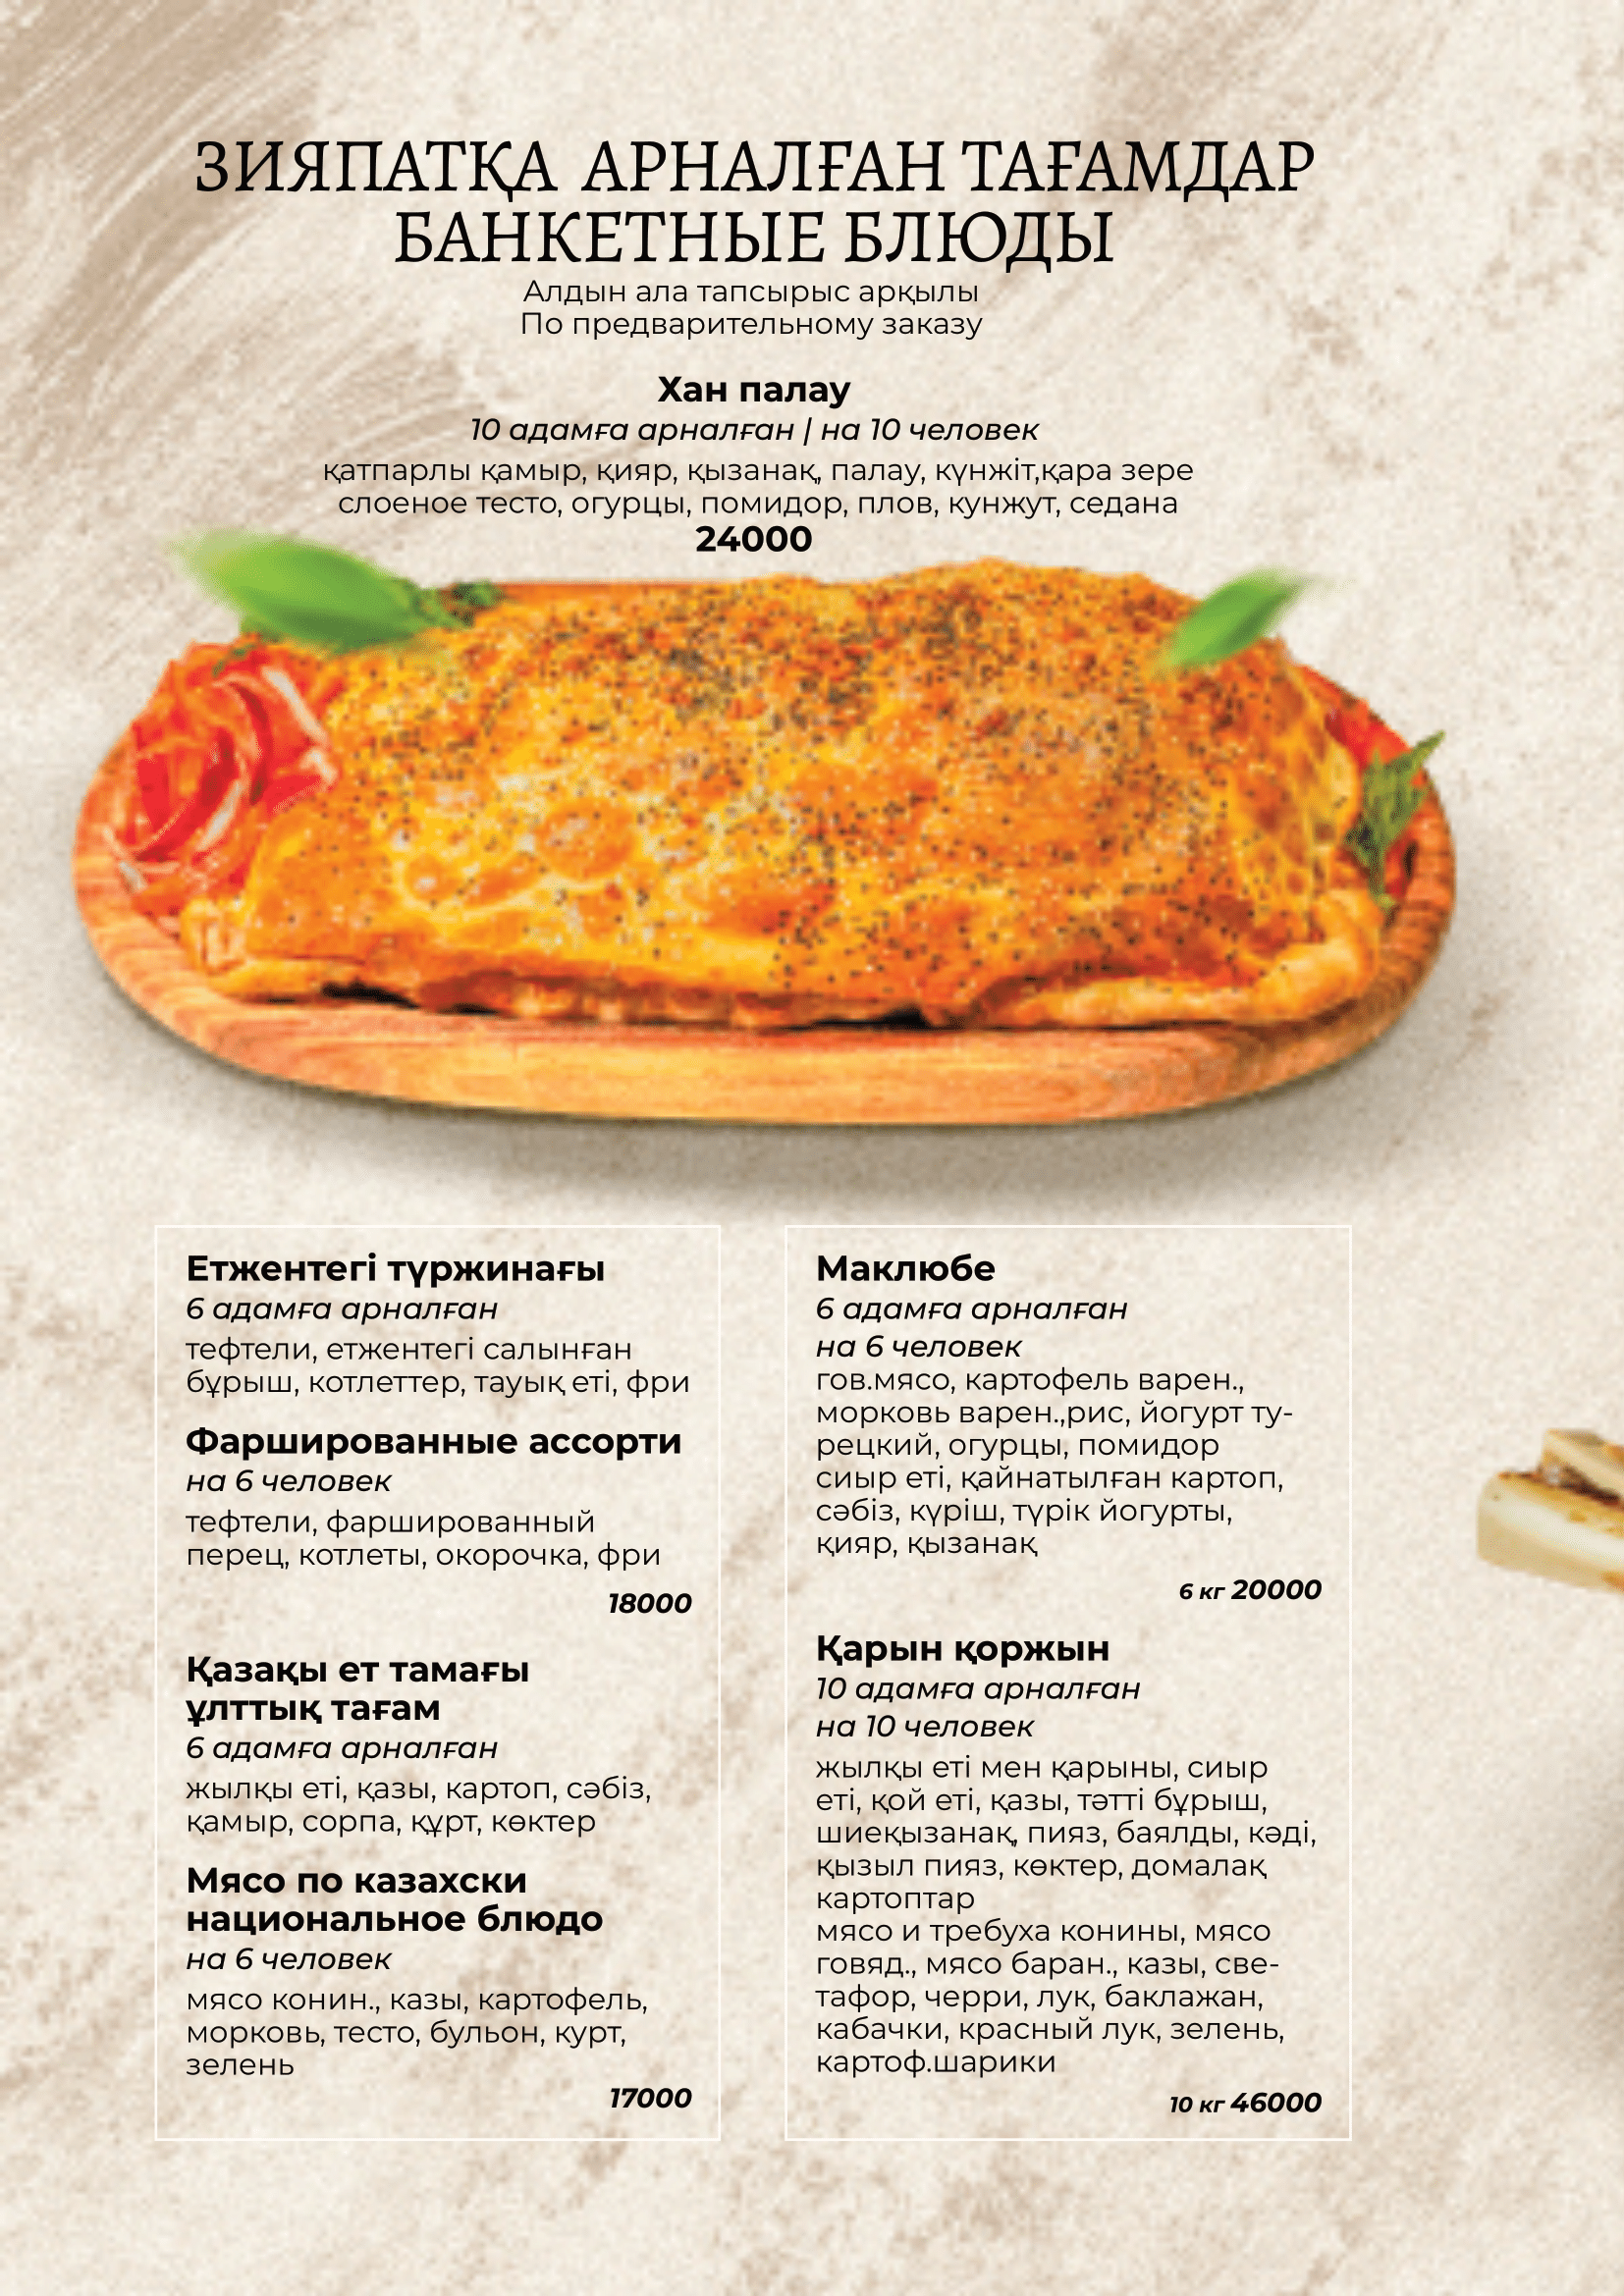 ЗИЯПАТҚА АРНАЛҒАН ТАҒАМДАР
БАНКЕТНЫЕ БЛЮДЫ
Алдын ала тапсырыс арқылы
По предварительному заказу
Хан палау
10 адамға арналған | на 10 человек
қатпарлы қамыр, қияр, қызанақ, палау, күнжіт,қара зере
слоеное тесто, огурцы, помидор, плов, кунжут, седана
24000
Етжентегі түржинағы
6 адамға арналған
тефтели, етжентегі салынған
бұрыш, котлеттер, тауық еті, фри
Фаршированные ассорти
на 6 человек
тефтели, фаршированный
перец, котлеты, окорочка, фри
18000
Қазақы ет тамағы
ұлттық тағам
6 адамға арналған
жылқы еті, қазы, картоп, сәбіз,
қамыр, сорпа, құрт, көктер
Мясо по казахски
национальное блюдо
на 6 человек
мясо конин., казы, картофель,
морковь, тесто, бульон, курт,
зелень
17000
Маклюбе
6 адамға арналған
на 6 человек
гов.мясо, картофель варен.,
морковь варен.,рис, йогурт ту-
рецкий, огурцы, помидор
сиыр еті, қайнатылған картоп,
сәбіз, күріш, түрік йогурты,
қияр, қызанақ
6 кг 20000
Қарын қоржын
10 адамға арналған
на 10 человек
жылқы еті мен қарыны, сиыр
еті, қой еті, қазы, тәтті бұрыш,
шиеқызанақ, пияз, баялды, кәді,
қызыл пияз, көктер, домалақ
картоптар
мясо и требуха конины, мясо
говяд., мясо баран., казы, све-
тафор, черри, лук, баклажан,
кабачки, красный лук, зелень,
картоф.шарики
10 кг 46000